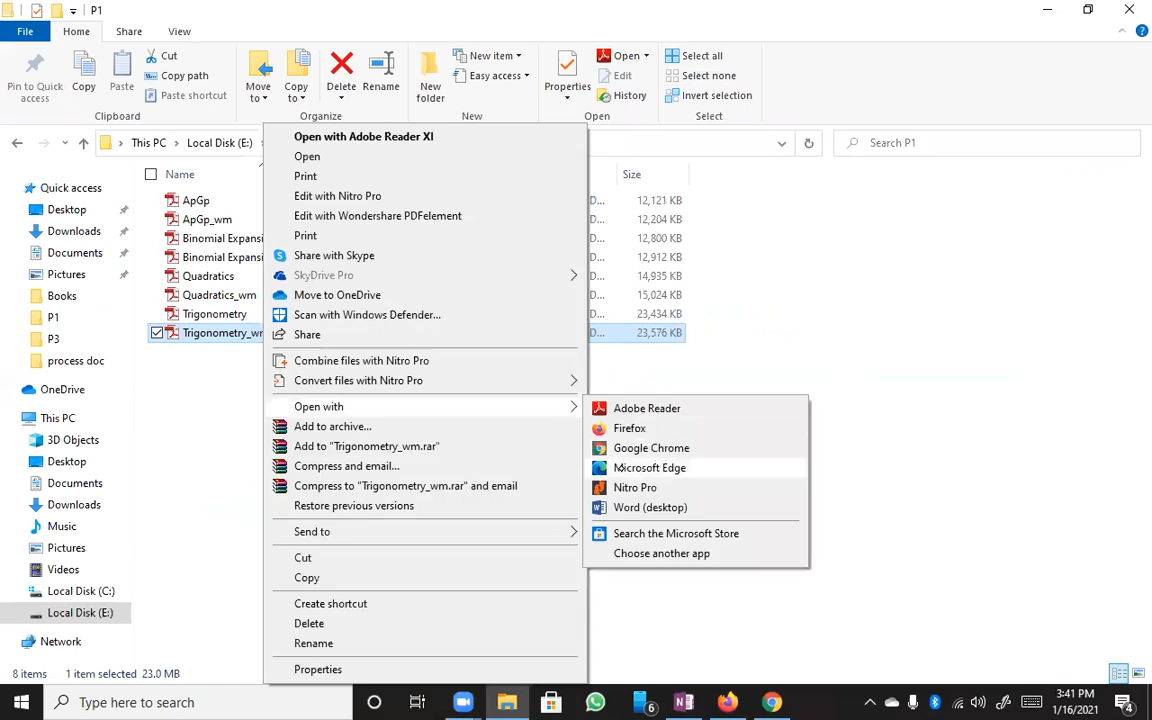 P1
File Home Share View
Pin to Quick access
Copy
Paste
Cut
Copy path
Paste shortcut
Clipboard
Move to
Copy to
Delete
Rename
Organize
New folder
New item
Easy access
New
Properties
Open
Edit
History
Open
Select all
Select none
Invert selection
Select
This PC Local Disk (E:)
Search P1
Quick access
Desktop
Downloads
Documents
Pictures
Books
P1
P3
process doc
OneDrive
This PC
3D Objects
Desktop
Documents
Downloads
Music
Pictures
Videos
Local Disk (C:)
Local Disk (E:)
Network
Name Size
ApGp D... 12,121 KB
ApGp_wm D... 12,204 KB
Binomial Expansi D... 12,800 KB
Binomial Expansi D... 12,912 KB
Quadratics D... 14,935 KB
Quadratics_wm D... 15,024 KB
Trigonometry D... 23,434 KB
Trigonometry_wm D... 23,576 KB
Open with Adobe Reader XI
Open
Print
Edit with Nitro Pro
Edit with Wondershare PDFelement
Print
Share with Skype
SkyDrive Pro
Move to OneDrive
Scan with Windows Defender...
Share
Combine files with Nitro Pro
Convert files with Nitro Pro
Open with
Add to archive...
Add to "Trigonometry_wm.rar"
Compress and email...
Compress to "Trigonometry_wm.rar" and email
Restore previous versions
Send to
Cut
Copy
Create shortcut
Delete
Rename
Properties
Adobe Reader
Firefox
Google Chrome
Microsoft Edge
Nitro Pro
Word (desktop)
Search the Microsoft Store
Choose another app
8 items 1 item selected 23.0 MB
Type here to search
6
3:41 PM
1/16/2021
4